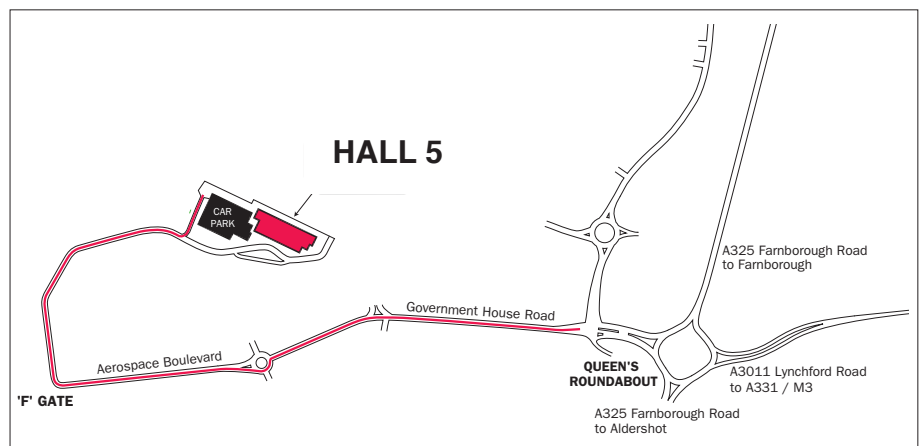 HALL 5
CAR
PARK
A325 Farnborough Road
to Farnborough
Government House Road
Aerospace Boulevard
QUEEN'S
ROUNDABOUT
A3011 Lynchford Road
to A331 / M3
'F' GATE
A325 Farnborough Road
to Aldershot